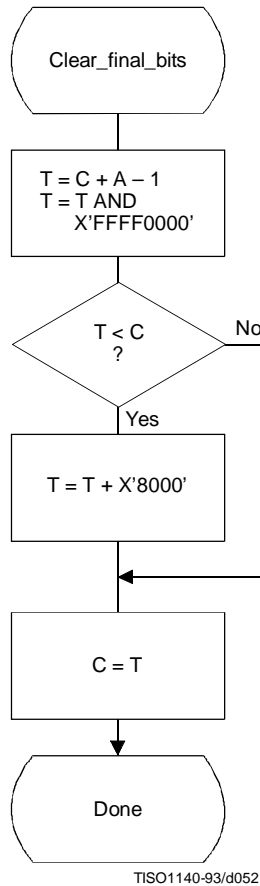 Clear_final_bits
T = C + A – 1
T = T AND
X’FFFF0000’
T < C
?
No
Yes
T = T + X’8000’
C = T
Done
TISO1140-93/d052